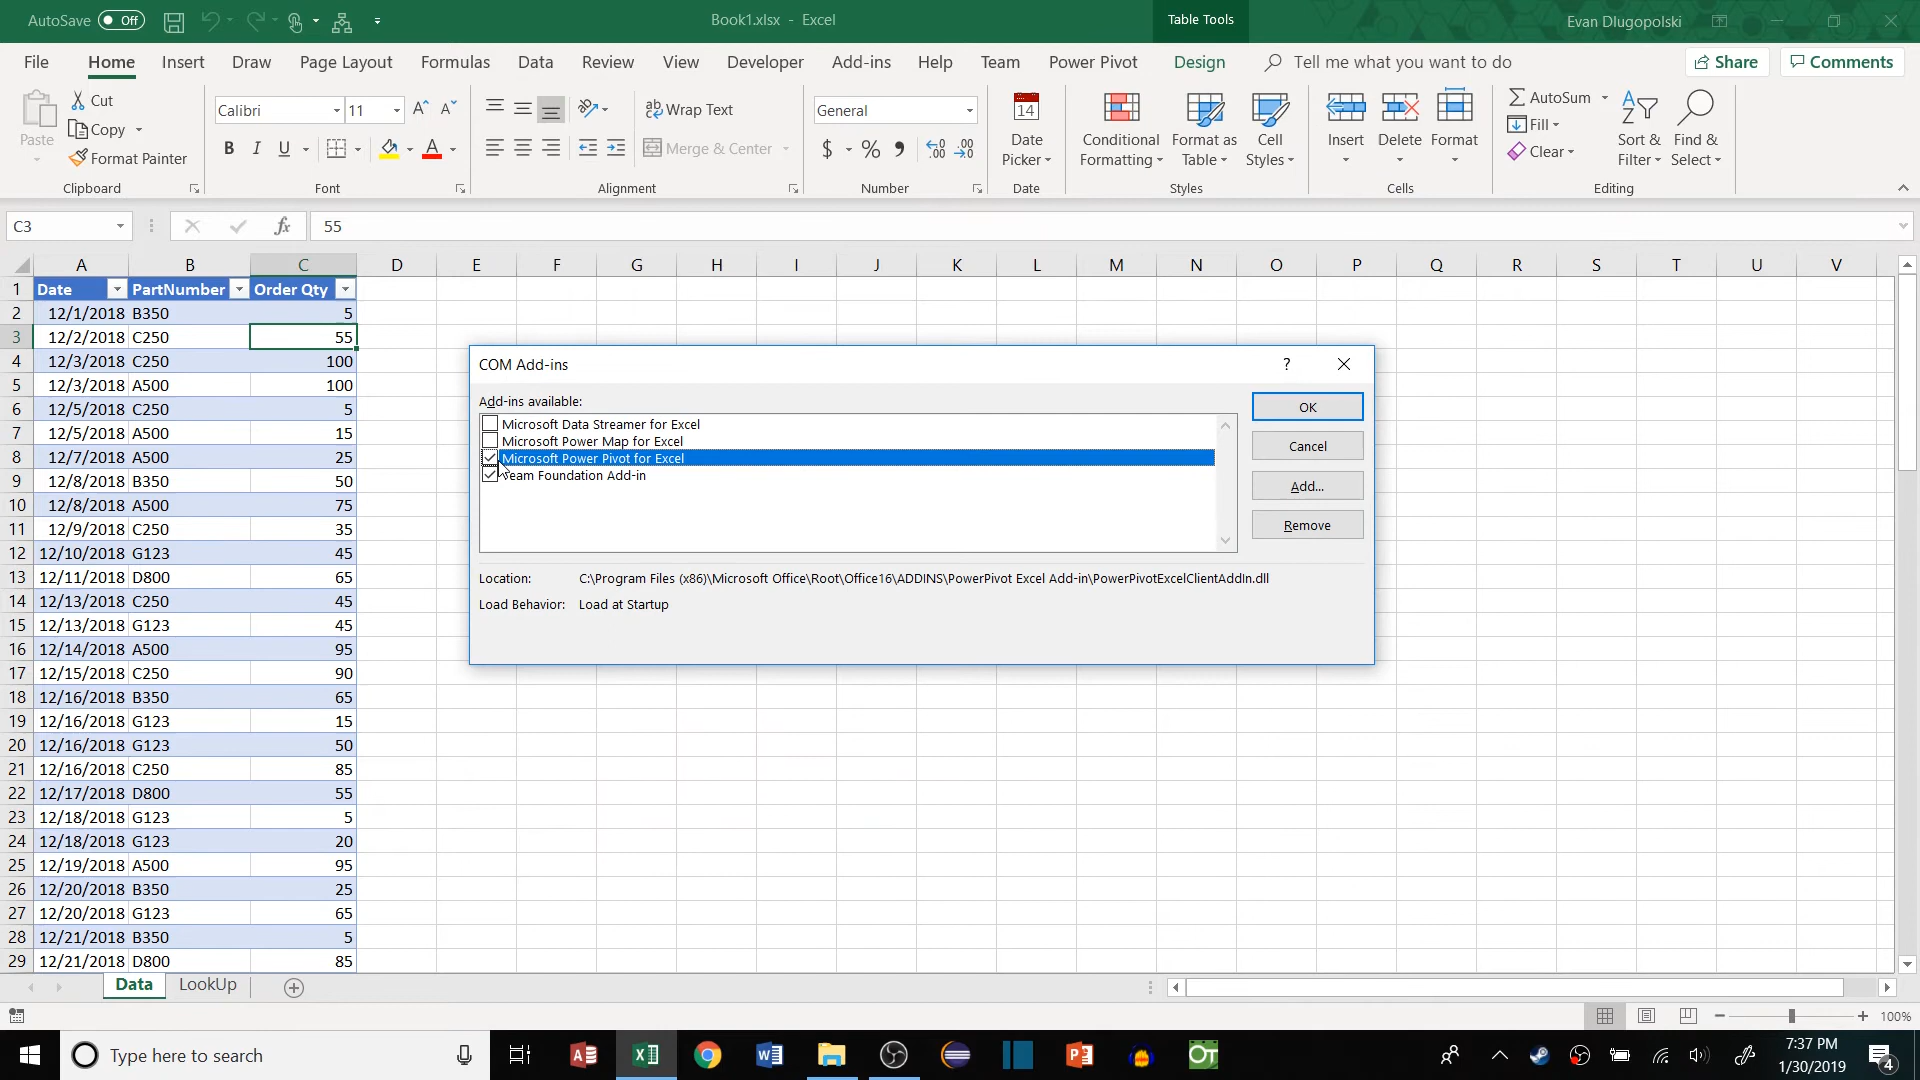 AutoSave Off
Book1.xlsx - Excel
Table Tools
Evan Dlugopolski
File Home Insert Draw Page Layout Formulas Data Review View Developer Add-ins Help Team Power Pivot Design Tell me what you want to do Share Comments
Paste
Cut
Copy
Format Painter
Clipboard
Calibri 11
B I U A
Font
Wrap Text
Merge & Center
Alignment
General
$ % ,
Number
14
Date
Picker
Date
Conditional
Formatting
Format as
Table
Cell
Styles
Styles
Insert
Delete
Format
Cells
AutoSum
Fill
Clear
Sort &
Filter
Find &
Select
Editing
C3 fx 55
A B C D E F G H I J K L M N O P Q R S T U V
1 Date PartNumber Order Qty
2 12/1/2018 B350 5
3 12/2/2018 C250 55
4 12/3/2018 C250 100
5 12/3/2018 A500 100
6 12/5/2018 C250 5
7 12/5/2018 A500 15
8 12/7/2018 A500 25
9 12/8/2018 B350 50
10 12/8/2018 A500 75
11 12/9/2018 C250 35
12 12/10/2018 G123 45
13 12/11/2018 D800 65
14 12/13/2018 C250 45
15 12/13/2018 G123 45
16 12/14/2018 A500 95
17 12/15/2018 C250 90
18 12/16/2018 B350 65
19 12/16/2018 G123 15
20 12/16/2018 G123 50
21 12/16/2018 C250 85
22 12/17/2018 D800 55
23 12/18/2018 G123 5
24 12/18/2018 G123 20
25 12/19/2018 A500 95
26 12/20/2018 B350 25
27 12/20/2018 G123 65
28 12/21/2018 B350 5
29 12/21/2018 D800 85
COM Add-ins ?
Add-ins available:
Microsoft Data Streamer for Excel
Microsoft Power Map for Excel
Microsoft Power Pivot for Excel
Team Foundation Add-in
OK
Cancel
Add...
Remove
Location: C:\Program Files (x86)\Microsoft Office\Root\Office16\ADDINS\PowerPivot Excel Add-in\PowerPivotExcelClientAddIn.dll
Load Behavior: Load at Startup
Data LookUp
100%
Type here to search
OT
7:37 PM
1/30/2019
4